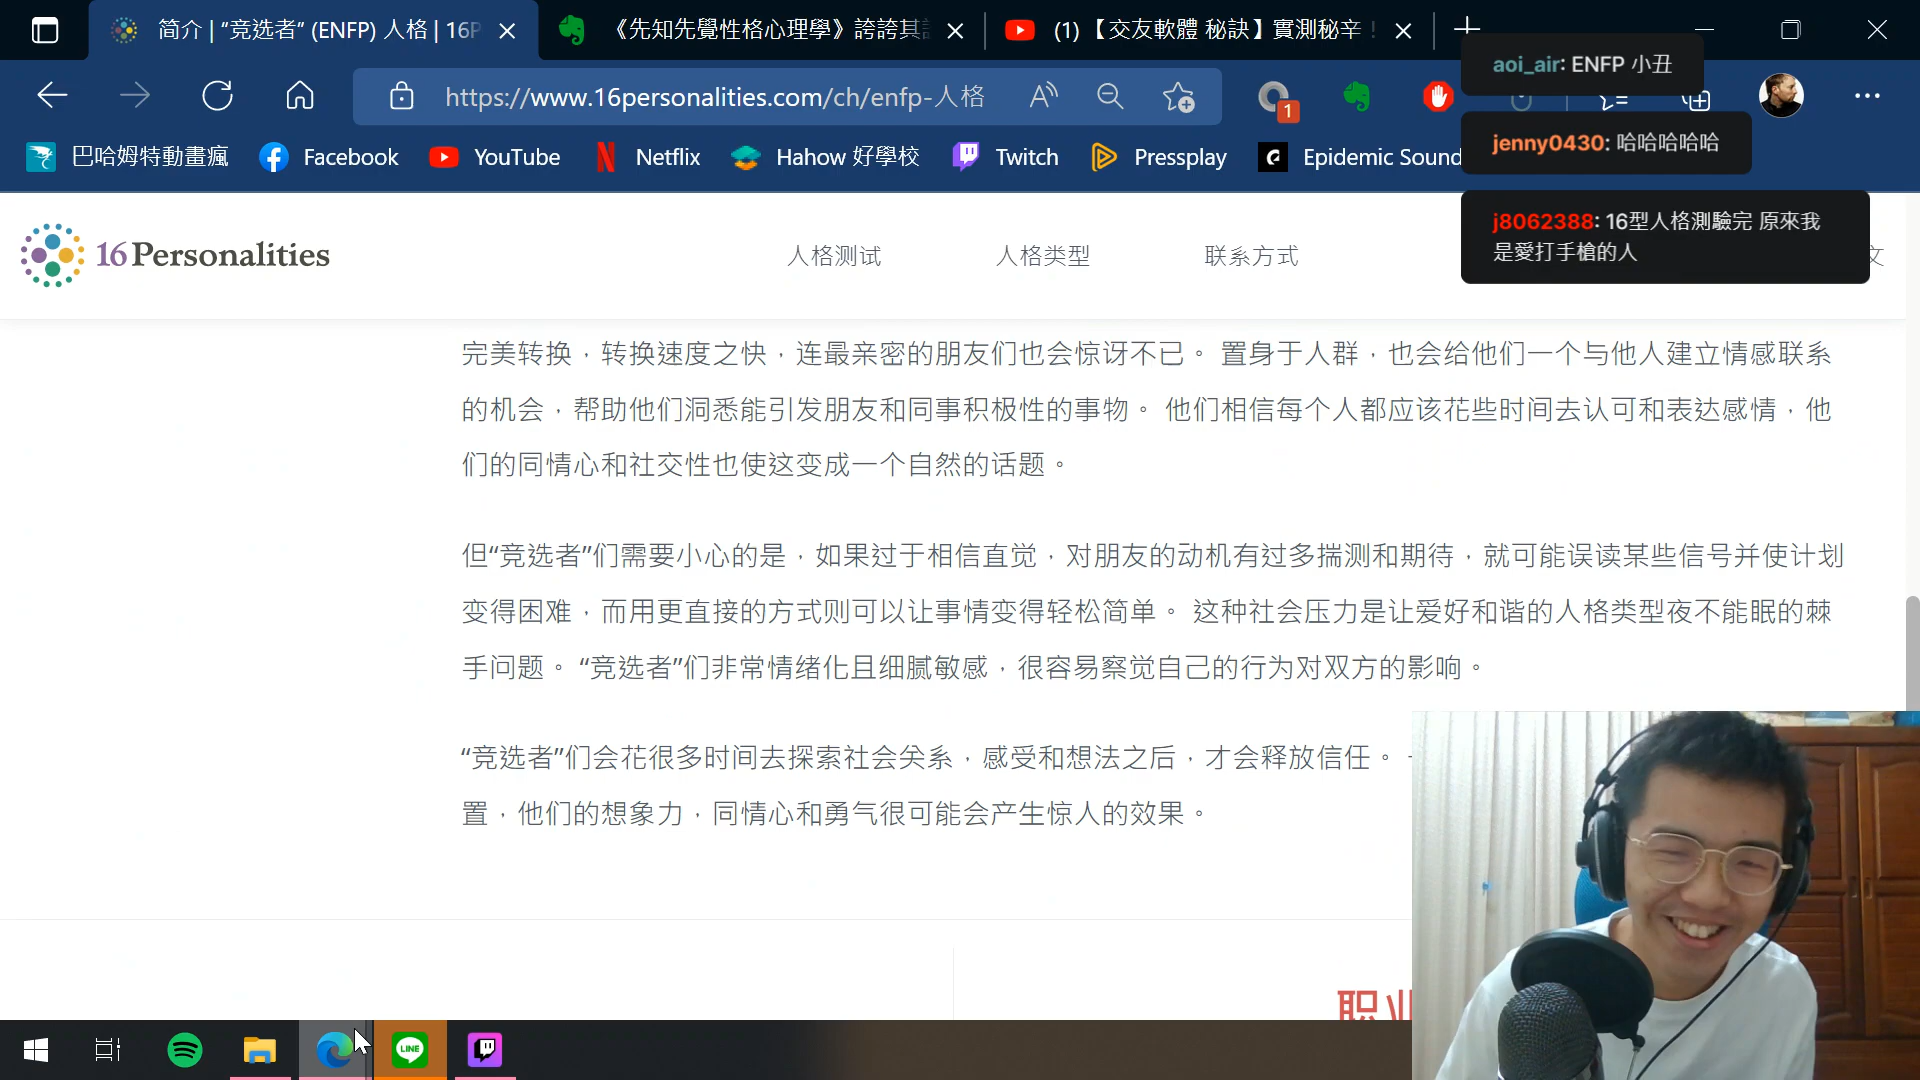 简介 | “竞选者” (ENFP) 人格 | 16P
《先知先覺性格心理學》誇誇其
(1) 【交友軟體 秘訣】實測秘辛！
https://www.16personalities.com/ch/enfp-人格
1
巴哈姆特動畫瘋
Facebook
YouTube
Netflix
Hahow 好學校
Twitch
Pressplay
Epidemic Sound
aoi_air: ENFP 小丑
jenny0430: 哈哈哈哈哈
j8062388: 16型人格測驗完 原來我
是愛打手槍的人
16Personalities
人格测试
人格类型
联系方式
文
完美转换，转换速度之快，连最亲密的朋友们也会惊讶不已。 置身于人群，也会给他们一个与他人建立情感联系
的机会，帮助他们洞悉能引发朋友和同事积极性的事物。 他们相信每个人都应该花些时间去认可和表达感情，他
们的同情心和社交性也使这变成一个自然的话题。
但“竞选者”们需要小心的是，如果过于相信直觉，对朋友的动机有过多揣测和期待，就可能误读某些信号并使计划
变得困难，而用更直接的方式则可以让事情变得轻松简单。 这种社会压力是让爱好和谐的人格类型夜不能眠的棘
手问题。 “竞选者”们非常情绪化且细腻敏感，很容易察觉自己的行为对双方的影响。
“竞选者”们会花很多时间去探索社会关系，感受和想法之后，才会释放信任。
置，他们的想象力，同情心和勇气很可能会产生惊人的效果。
职业
LINE